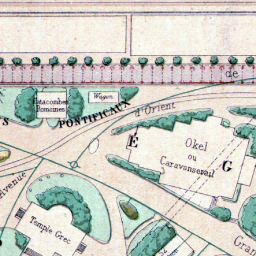 de
Catacombes
Romaines
Wagon
PONTIFICAUX
d'Orient
S
E
Okel
ou
Caravanserail
G
Avenue
Temple Grec
Gran